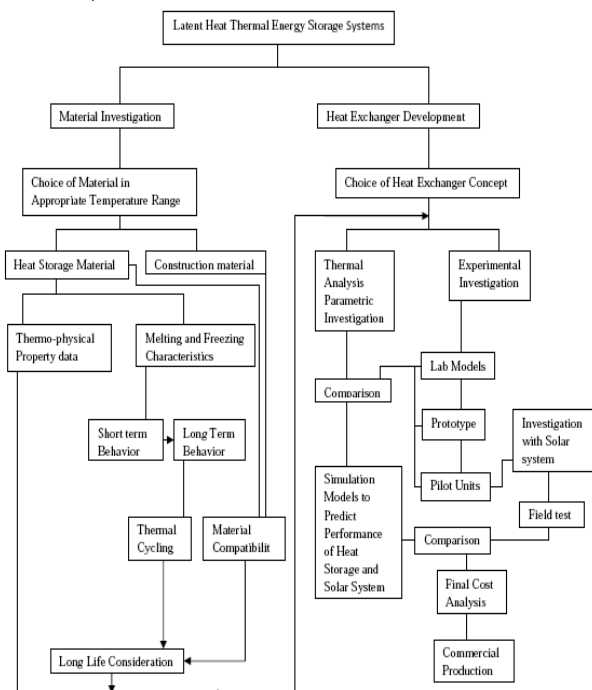 Latent Heat Thermal Energy Storage Systems
Material Investigation
Heat Exchanger Development
Choice of Material in
Appropriate Temperature Range
Choice of Heat Exchanger Concept
Heat Storage Material
Construction material
Thermal
Analysis
Parametric
Investigation
Experimental
Investigation
Thermo-physical
Property data
Melting and Freezing
Characteristics
Lab Models
Comparison
Short term
Behavior
Long Term
Behavior
Prototype
Investigation
with Solar
system
Simulation
Models to
Predict
Performance
of Heat
Storage and
Solar System
Pilot Units
Field test
Thermal
Cycling
Material
Compatibilit
Comparison
Final Cost
Analysis
Long Life Consideration
Commercial
Production